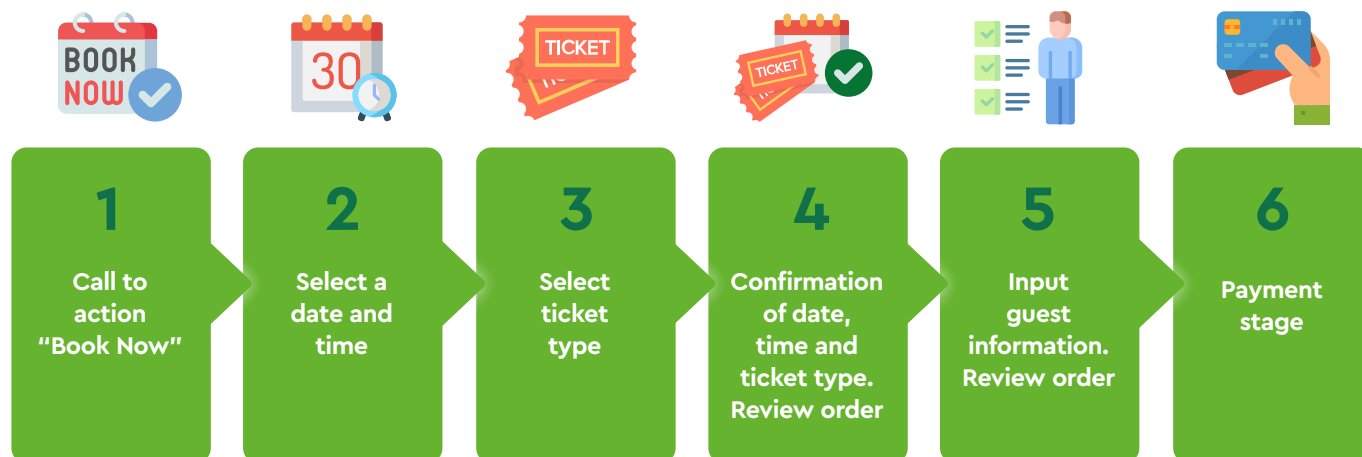 BOOK
NOW
30
TICKET
TICKET
1
Call to
action
“Book Now”
2
Select a
date and
time
3
Select
ticket
type
4
Confirmation
of date,
time and
ticket type.
Review order
5
Input
guest
information.
Review order
6
Payment
stage